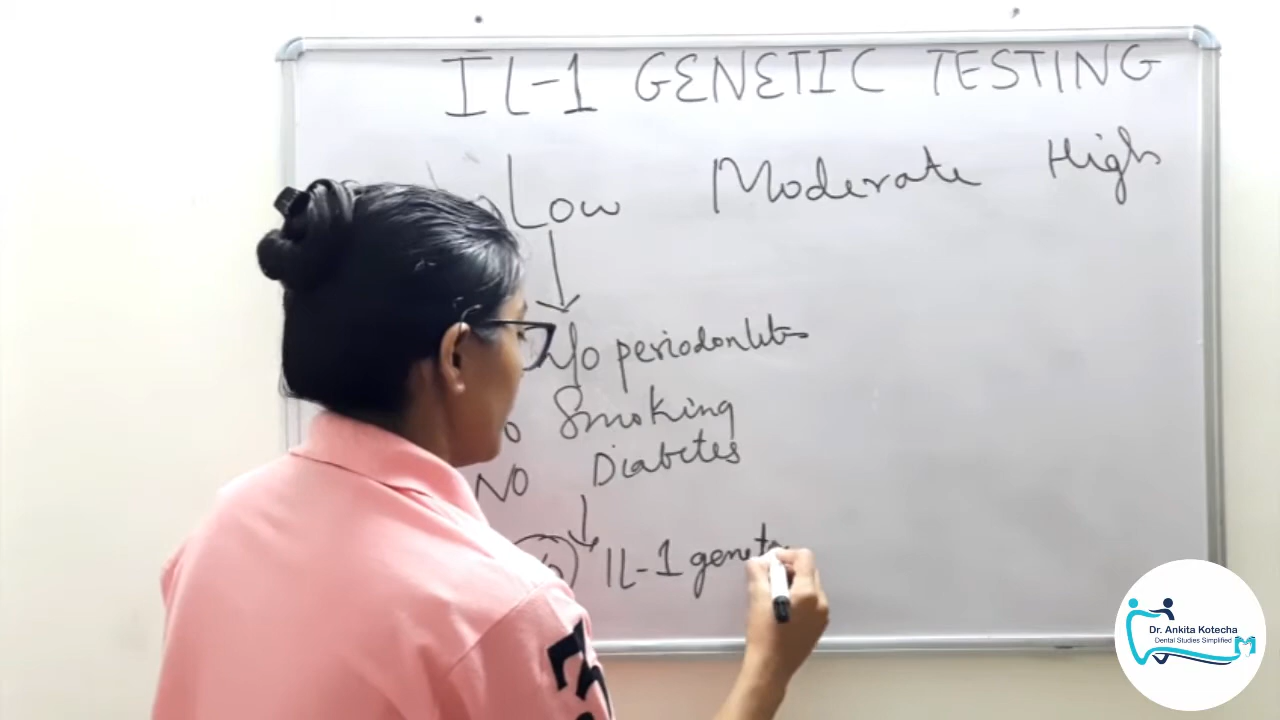 IL-1 GENETIC TESTING
Low Moderate High
periodontitis
Smoking
NO Diabetes
IL-1 genet
Dr. Ankita Kotecha
Dental Studies Simplified